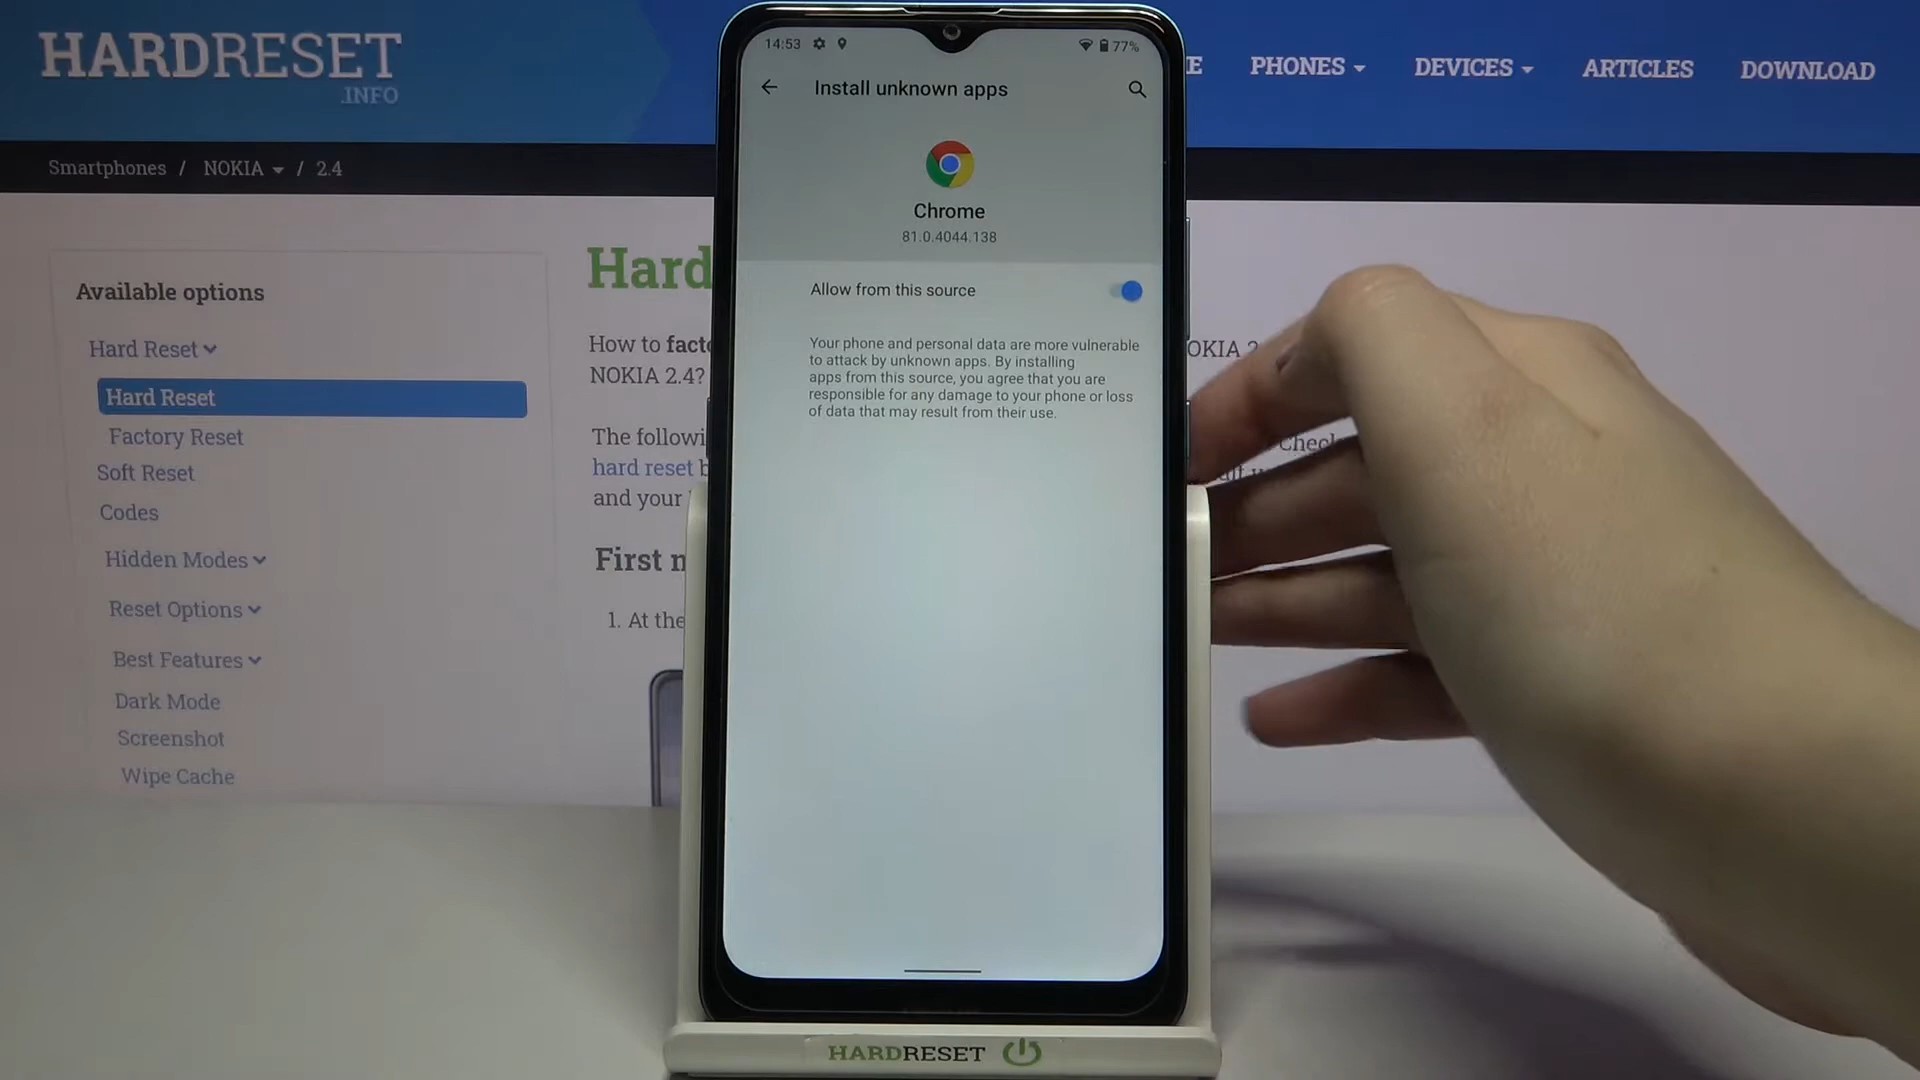 HARDRESET
.INFO
PHONES
DEVICES
ARTICLES
DOWNLOAD
Smartphones / NOKIA / 2.4
Available options
Hard Reset
Hard Reset
Factory Reset
Soft Reset
Codes
Hidden Modes
Reset Options
Best Features
Dark Mode
Screenshot
Wipe Cache
Hard
How to
NOKIA 2.4?
hard reset
and your
First
1. At the
14:53
77%
Install unknown apps
Chrome
81.0.4044.138
Allow from this source
Your phone and personal data are more vulnerable
to attack by unknown apps. By installing
apps from this source, you agree that you are
responsible for any damage to your phone or loss
of data that may result from their use.
HARDRESET